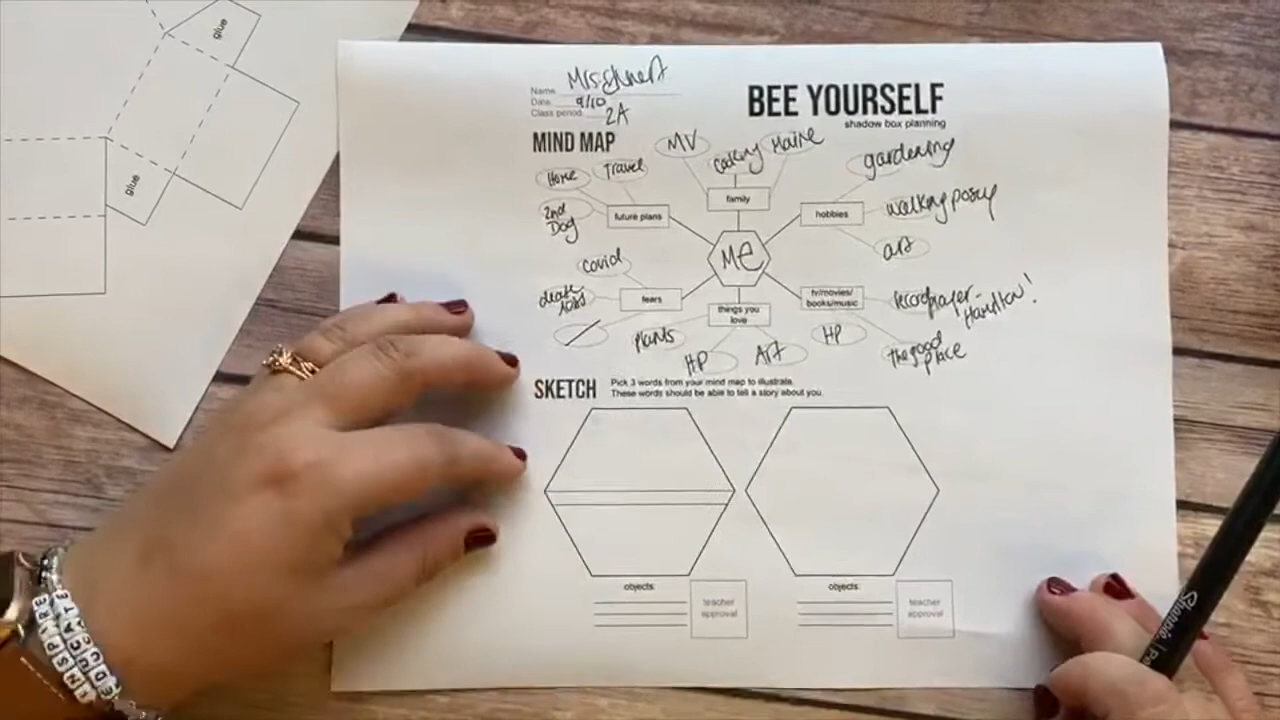 glue
glue
Name
Date 9/10
Class period 2A
BEE YOURSELF
shadow box planning
MIND MAP
MV
cooking
Maine
Home
Travel
gardening
2nd
Dog
future plans
family
hobbies
walking posey
art
Me
covid
death
fears
things you
love
tv/movies/
books/music
record player-
Hamilton!
plants
HP
Art
HP
the good
place
SKETCH
Pick 3 words from your mind map to illustrate.
These words should be able to tell a story about you.
objects:
teacher
approval
objects:
teacher
approval
INSPIRE
EDUCATE
Sharpie